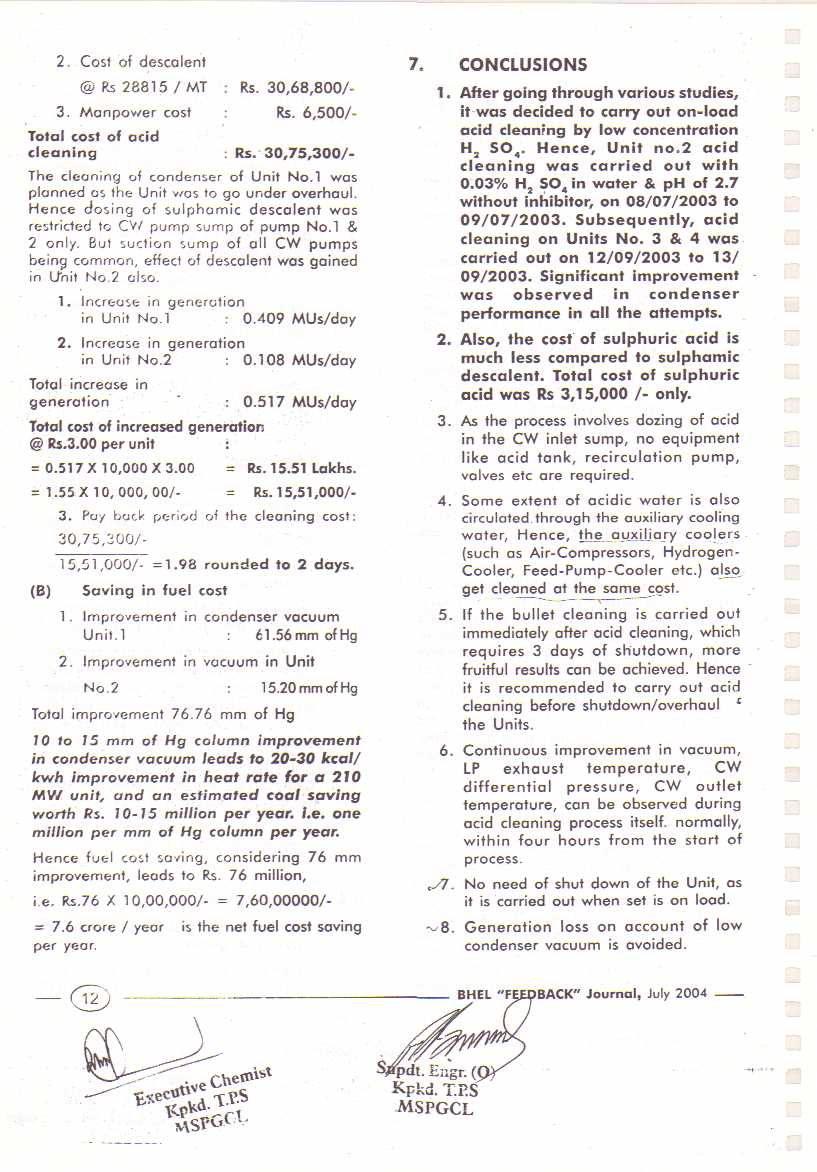 2. Cost of descalent
@ Rs 28815 / MT : Rs. 30,68,800/-
3. Manpower cost : Rs. 6,500/-
Total cost of acid
cleaning : Rs. 30,75,300/-
The cleaning of condenser of Unit No.1 was
planned as the Unit was to go under overhaul.
Hence dosing of sulphamic descalent was
restricted to CW pump sump of pump No.1 &
2 only. But suction sump of all CW pumps
being common, effect of descalent was gained
in Unit No.2 also.
1. Increase in generation
in Unit No.1 : 0.409 MUs/day
2. Increase in generation
in Unit No.2 : 0.108 MUs/day
Total increase in
generation : 0.517 MUs/day
Total cost of increased generation
@ Rs.3.00 per unit :
= 0.517 X 10,000 X 3.00 = Rs. 15.51 Lakhs.
= 1.55 X 10, 000, 00/- = Rs. 15,51,000/-
3. Pay back period of the cleaning cost:
30,75,300/-
15,51,000/- =1.98 rounded to 2 days.
(B) Saving in fuel cost
1. Improvement in condenser vacuum
Unit.1 : 61.56 mm of Hg
2. Improvement in vacuum in Unit
No.2 : 15.20 mm of Hg
Total improvement 76.76 mm of Hg
10 to 15 mm of Hg column improvement
in condenser vacuum leads to 20-30 kcal/
kwh improvement in heat rate for a 210
MW unit, and an estimated coal saving
worth Rs. 10-15 million per year. i.e. one
million per mm of Hg column per year.
Hence fuel cost saving, considering 76 mm
improvement, leads to Rs. 76 million,
i.e. Rs.76 X 10,00,000/- = 7,60,00000/-
= 7.6 crore / year is the net fuel cost saving
per year.
7. CONCLUSIONS
1. After going through various studies,
it was decided to carry out on-load
acid cleaning by low concentration
H2 SO4. Hence, Unit no.2 acid
cleaning was carried out with
0.03% H2 SO4 in water & pH of 2.7
without inhibitor, on 08/07/2003 to
09/07/2003. Subsequently, acid
cleaning on Units No. 3 & 4 was
carried out on 12/09/2003 to 13/
09/2003. Significant improvement
was observed in condenser
performance in all the attempts.
2. Also, the cost of sulphuric acid is
much less compared to sulphamic
descalent. Total cost of sulphuric
acid was Rs 3,15,000 /- only.
3. As the process involves dozing of acid
in the CW inlet sump, no equipment
like acid tank, recirculation pump,
valves etc are required.
4. Some extent of acidic water is also
circulated through the auxiliary cooling
water, Hence, the auxiliary coolers
(such as Air-Compressors, Hydrogen-
Cooler, Feed-Pump-Cooler etc.) also
get cleaned at the same cost.
5. If the bullet cleaning is carried out
immediately after acid cleaning, which
requires 3 days of shutdown, more
fruitful results can be achieved. Hence
it is recommended to carry out acid
cleaning before shutdown/overhaul
the Units.
6. Continuous improvement in vacuum,
LP exhaust temperature, CW
differential pressure, CW outlet
temperature, can be observed during
acid cleaning process itself. normally,
within four hours from the start of
process.
7. No need of shut down of the Unit, as
it is carried out when set is on load.
8. Generation loss on account of low
condenser vacuum is avoided.
12
BHEL "FEEDBACK" Journal, July 2004
Executive Chemist
Kpkd. T.P.S
MSPGCL
Supdt. Engr. (O)
Kpkd. T.P.S
MSPGCL